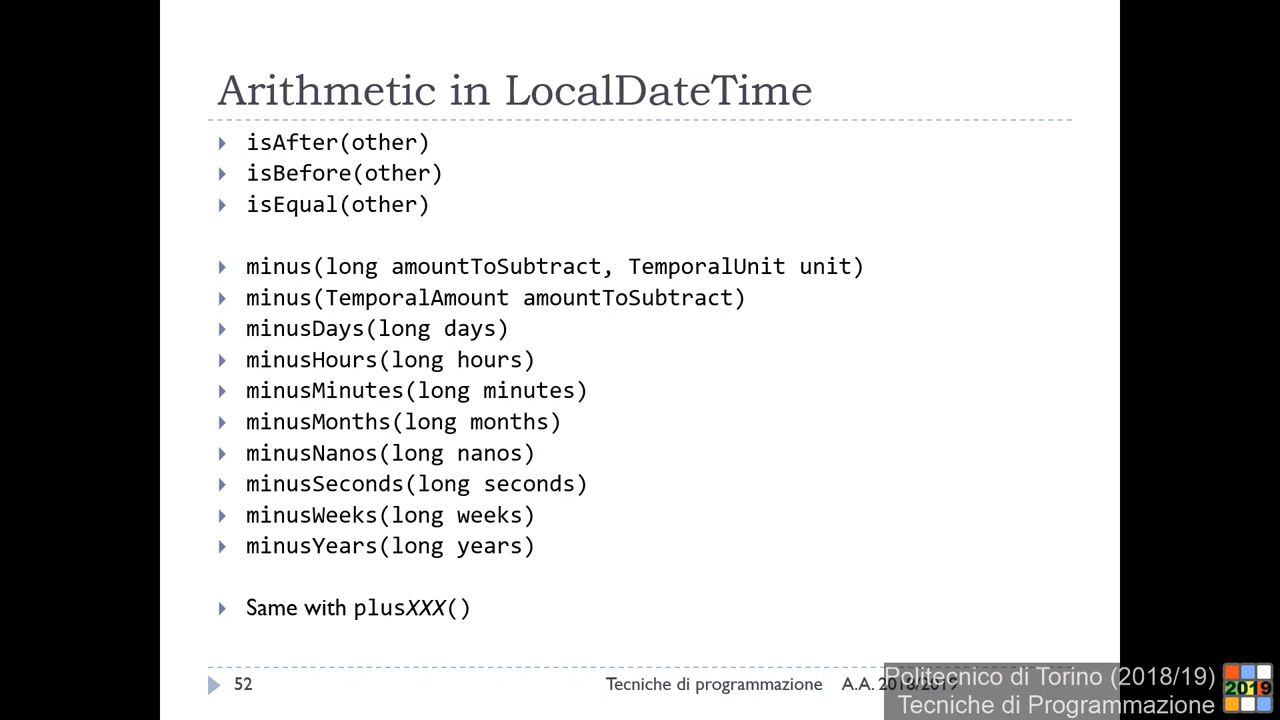 Arithmetic in LocalDateTime
isAfter(other)
isBefore(other)
isEqual(other)
minus(long amountToSubtract, TemporalUnit unit)
minus(TemporalAmount amountToSubtract)
minusDays(long days)
minusHours(long hours)
minusMinutes(long minutes)
minusMonths(long months)
minusNanos(long nanos)
minusSeconds(long seconds)
minusWeeks(long weeks)
minusYears(long years)
Same with plusXXX()
52 Tecniche di programmazione A.A. 2018/2019
Politecnico di Torino (2018/19)
Tecniche di Programmazione
2019